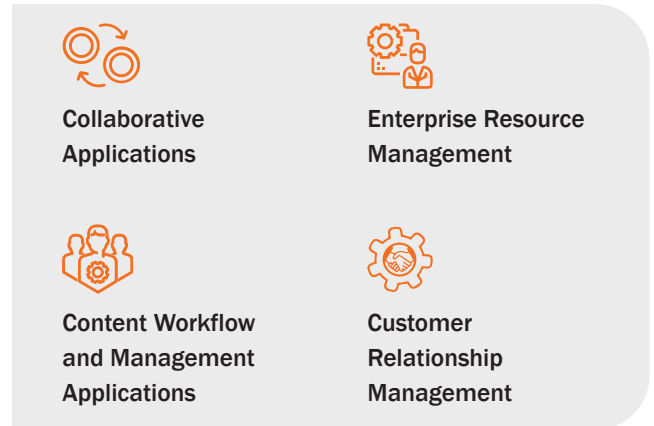 Collaborative
Applications
Enterprise Resource
Management
Content Workflow
and Management
Applications
Customer
Relationship
Management